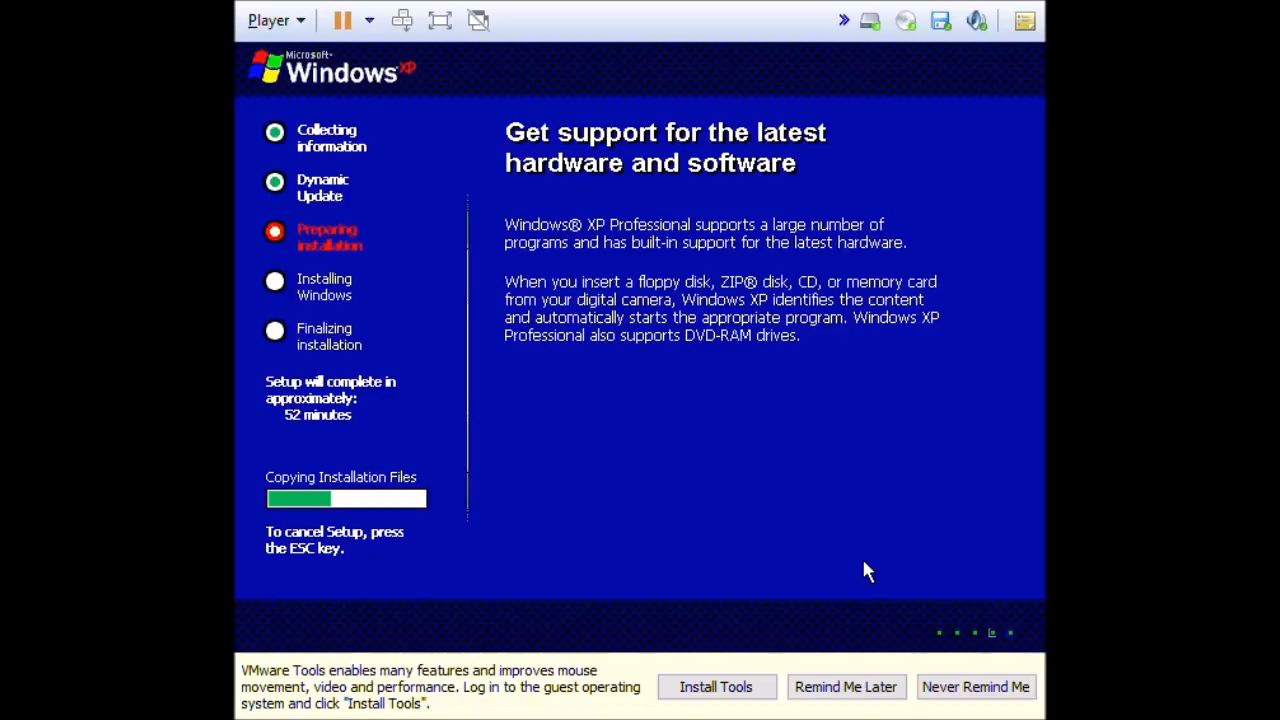 Player
Microsoft
Windows XP
Collecting
information
Dynamic
Update
Preparing
installation
Installing
Windows
Finalizing
installation
Setup will complete in
approximately:
52 minutes
Copying Installation Files
To cancel Setup, press
the ESC key.
Get support for the latest
hardware and software
Windows® XP Professional supports a large number of
programs and has built-in support for the latest hardware.
When you insert a floppy disk, ZIP® disk, CD, or memory card
from your digital camera, Windows XP identifies the content
and automatically starts the appropriate program. Windows XP
Professional also supports DVD-RAM drives.
VMware Tools enables many features and improves mouse
movement, video and performance. Log in to the guest operating
system and click "Install Tools".
Install Tools
Remind Me Later
Never Remind Me